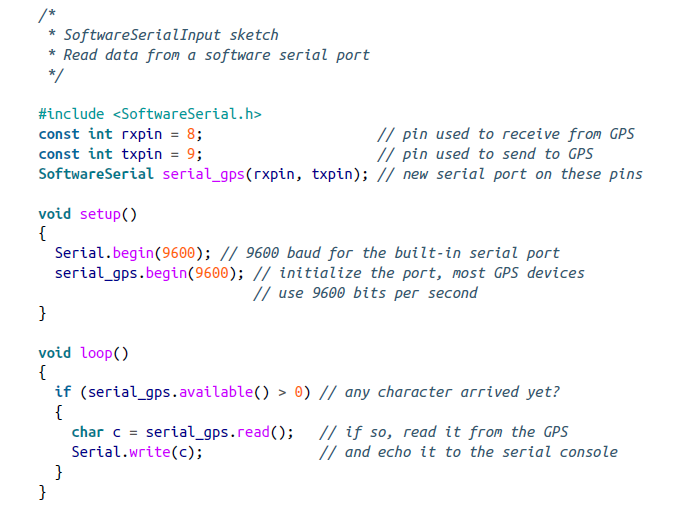 /*
 * SoftwareSerialInput sketch
 * Read data from a software serial port
 */

#include <SoftwareSerial.h>
const int rxpin = 8;                     // pin used to receive from GPS
const int txpin = 9;                     // pin used to send to GPS
SoftwareSerial serial_gps(rxpin, txpin); // new serial port on these pins

void setup()
{
  Serial.begin(9600); // 9600 baud for the built-in serial port
  serial_gps.begin(9600); // initialize the port, most GPS devices
                          // use 9600 bits per second
}

void loop()
{
  if (serial_gps.available() > 0) // any character arrived yet?
  {
    char c = serial_gps.read();   // if so, read it from the GPS
    Serial.write(c);              // and echo it to the serial console
  }
}